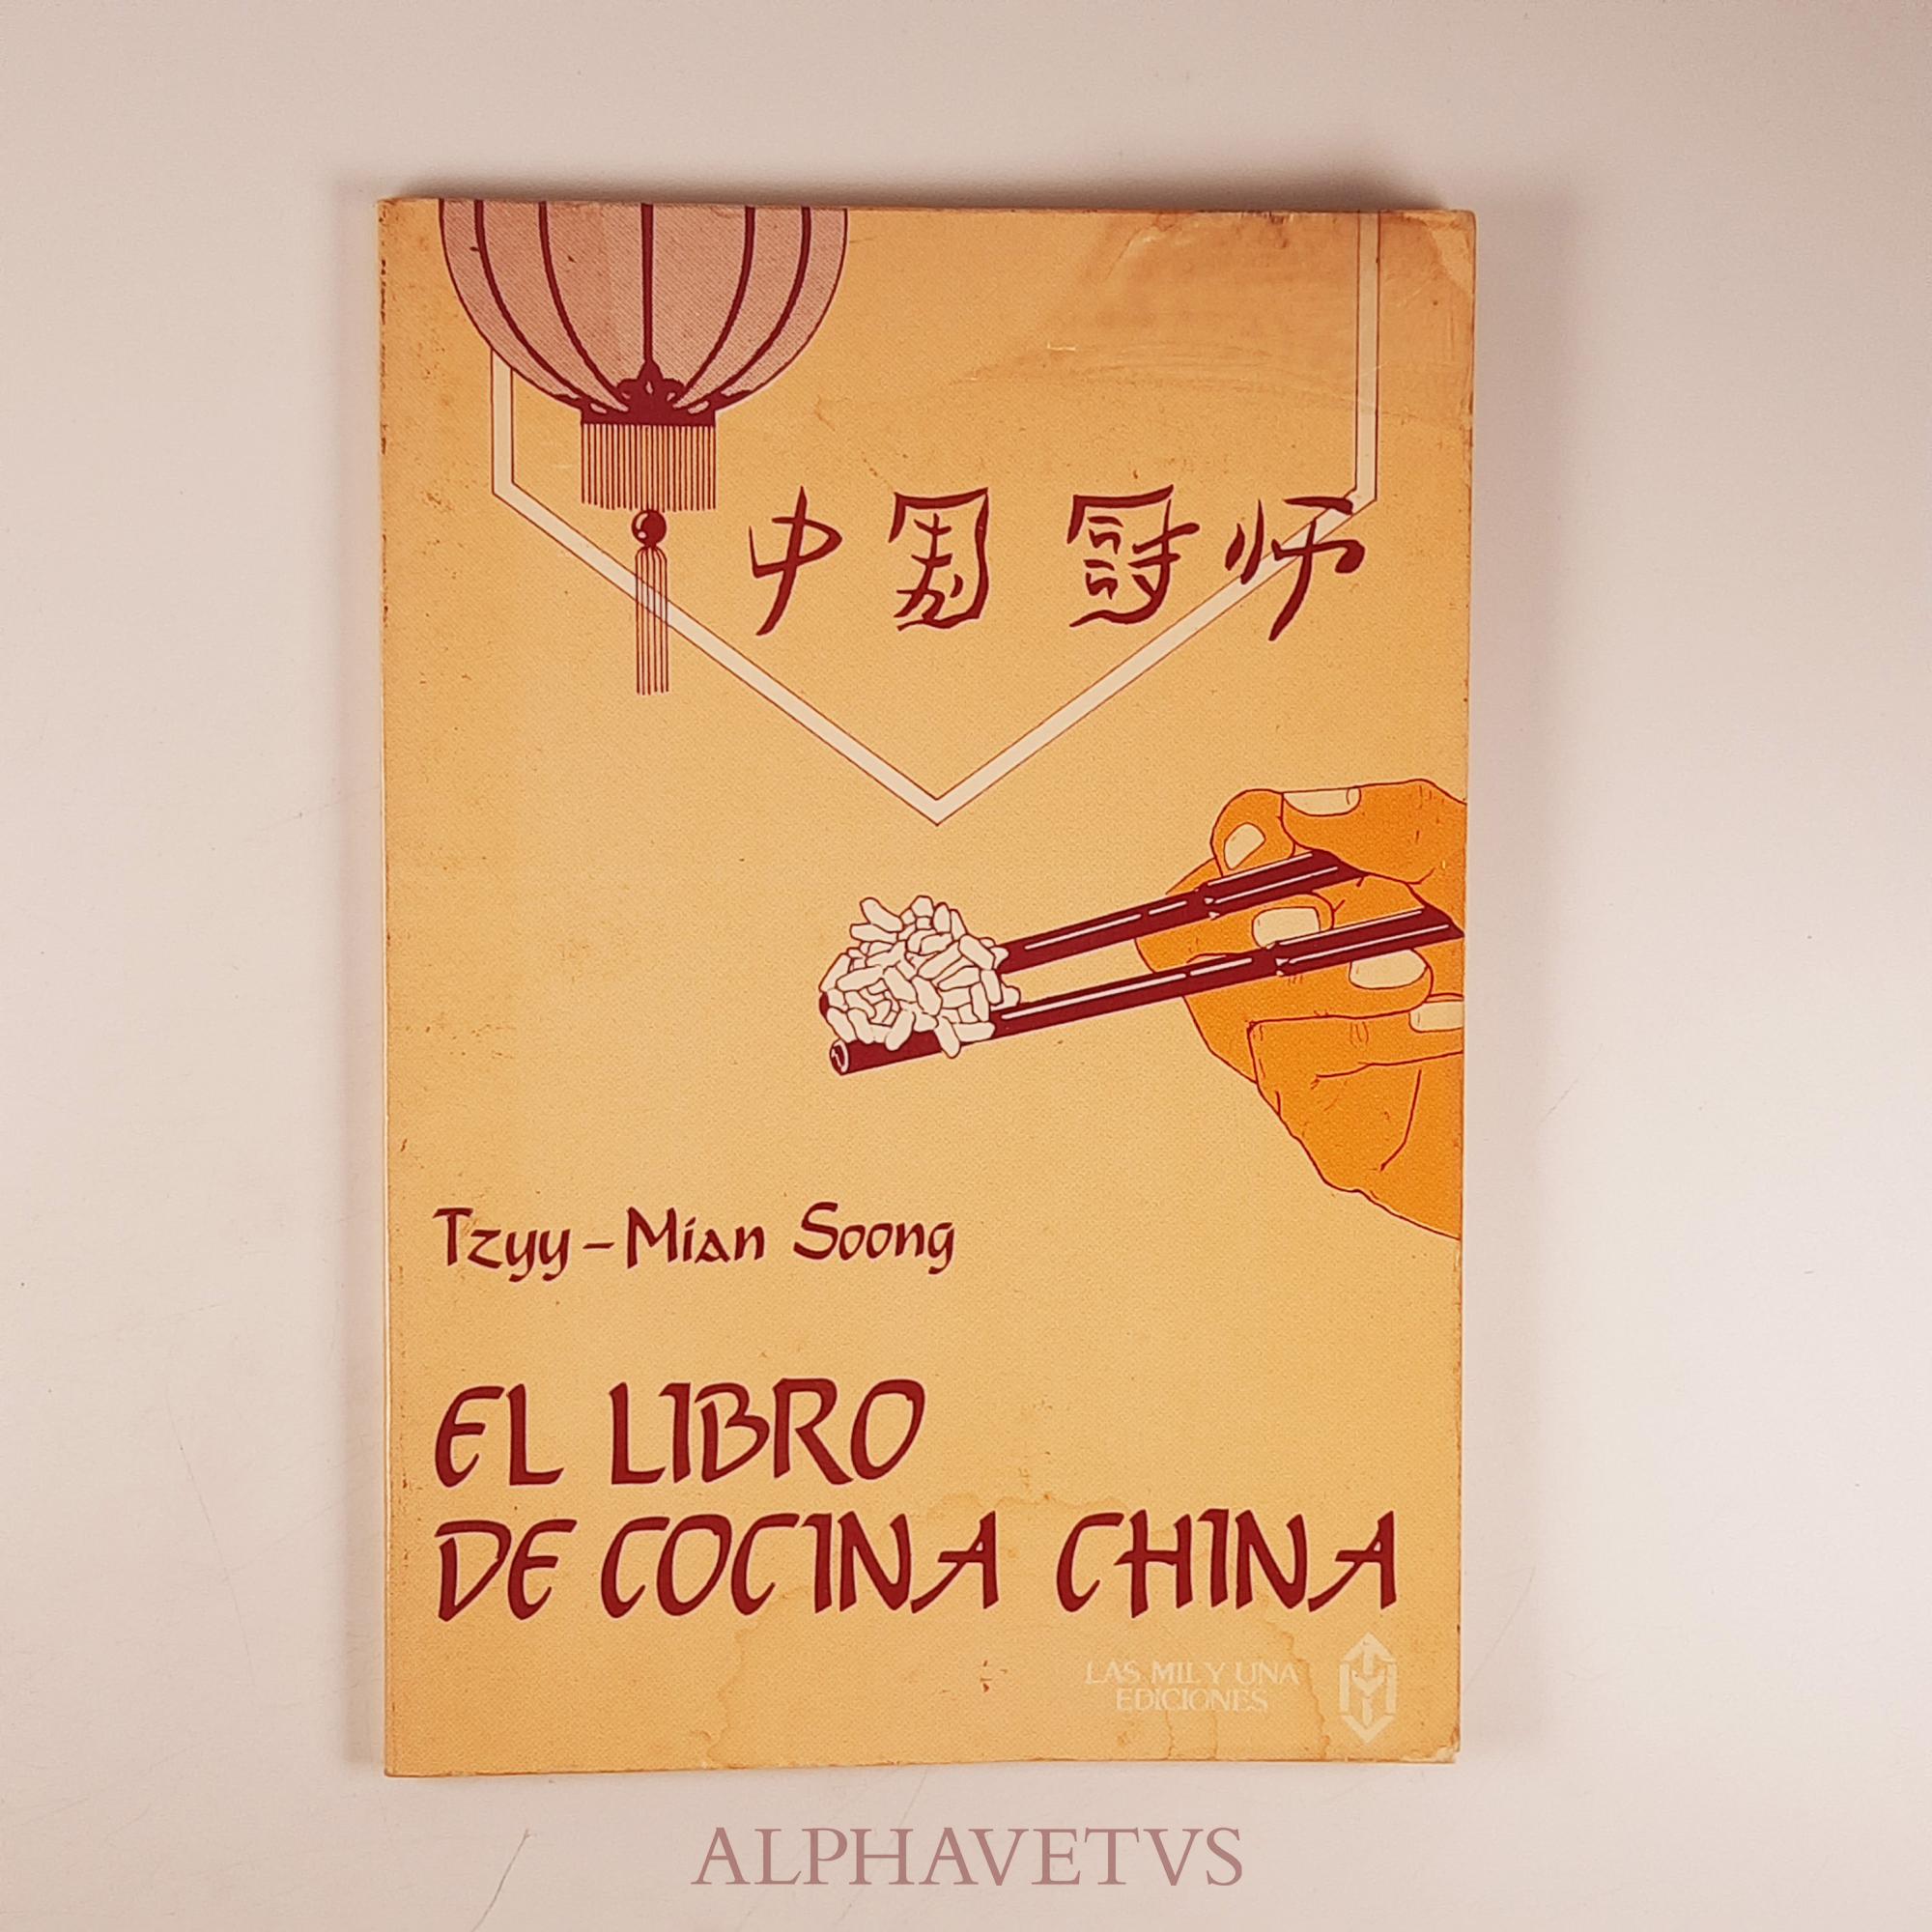 中国 厨师
Tzyy-Mian Soong
EL LIBRO
DE COCINA CHINA
LAS MIL Y UNA
EDICIONES
ALPHAVETVS